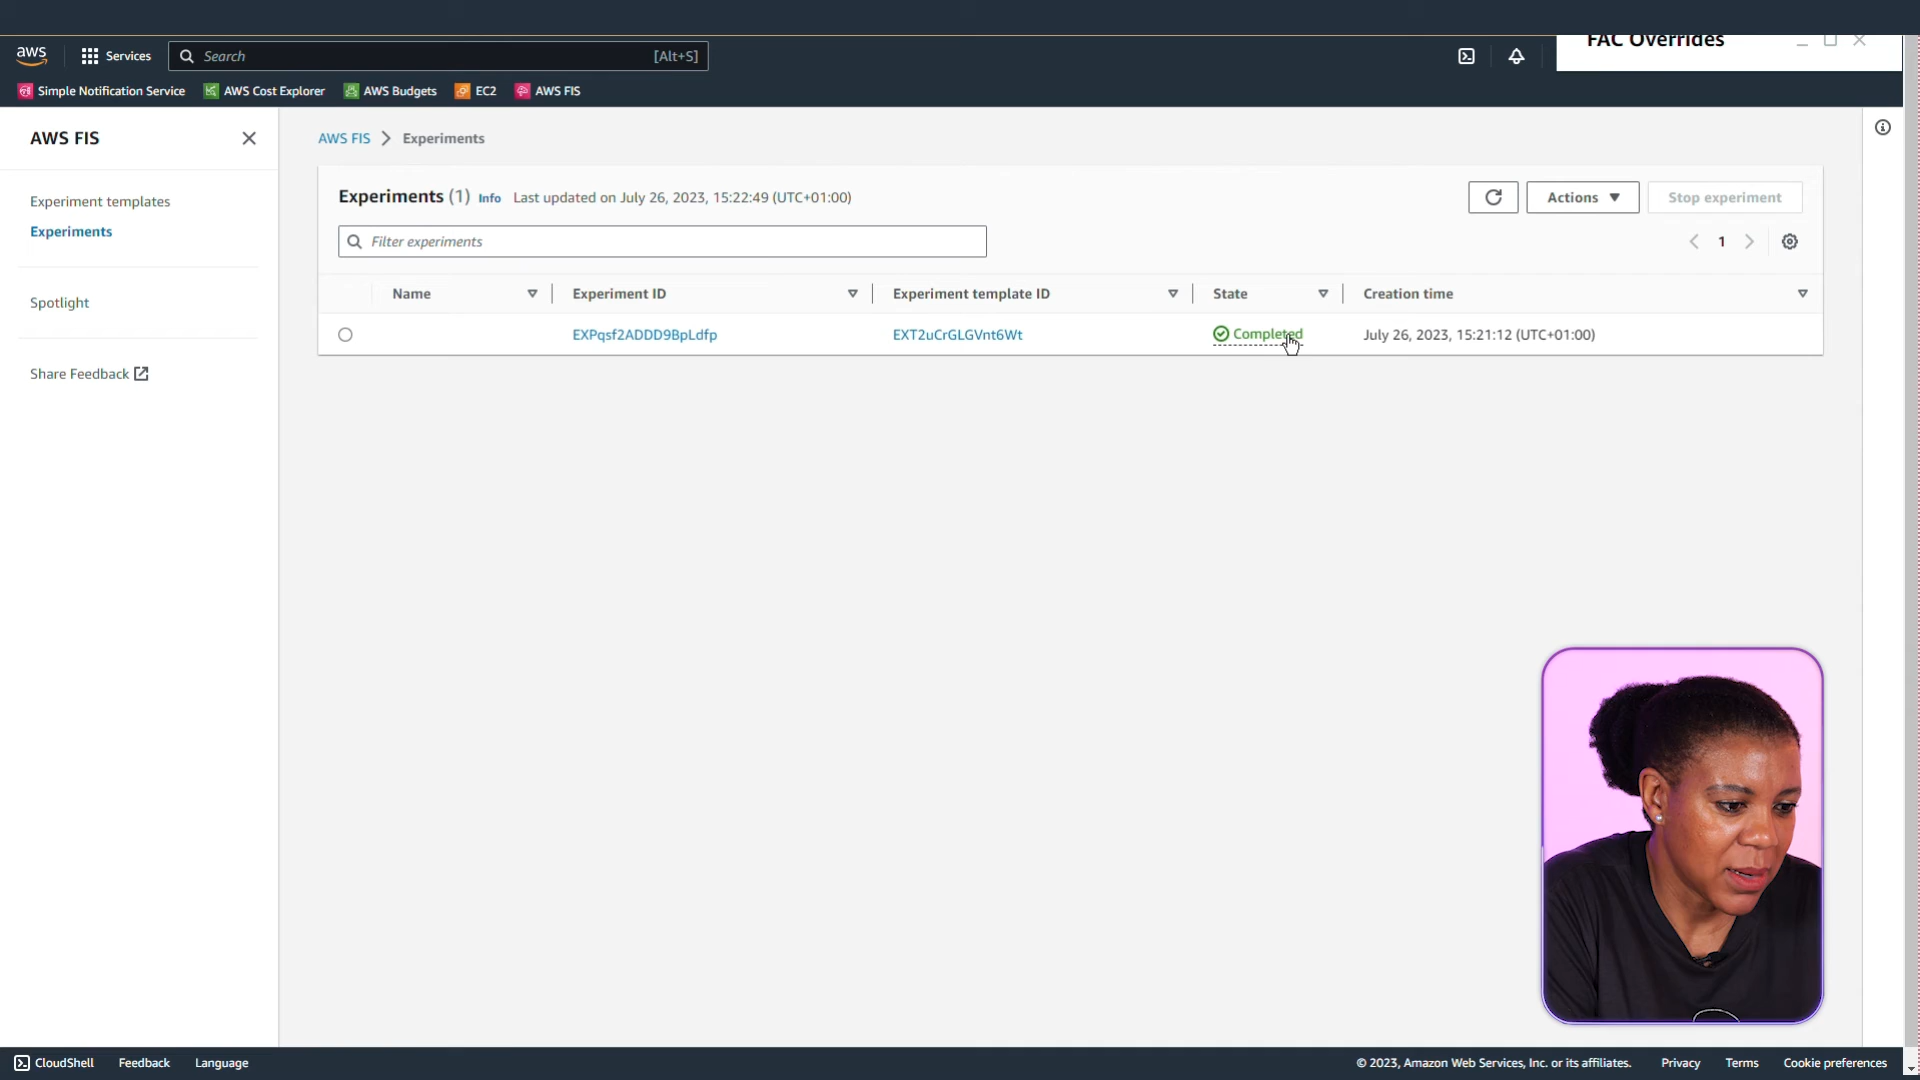 FAC Overrides
aws Services Search [Alt+S]
Simple Notification Service AWS Cost Explorer AWS Budgets EC2 AWS FIS
AWS FIS
Experiment templates
Experiments
Spotlight
Share Feedback
AWS FIS > Experiments
Experiments (1) Info Last updated on July 26, 2023, 15:22:49 (UTC+01:00)
Actions Stop experiment
Filter experiments
1
Name Experiment ID Experiment template ID State Creation time
EXPqsf2ADDD9BpLdfp EXT2uCrGLGVnt6Wt Completed July 26, 2023, 15:21:12 (UTC+01:00)
CloudShell Feedback Language © 2023, Amazon Web Services, Inc. or its affiliates. Privacy Terms Cookie preferences